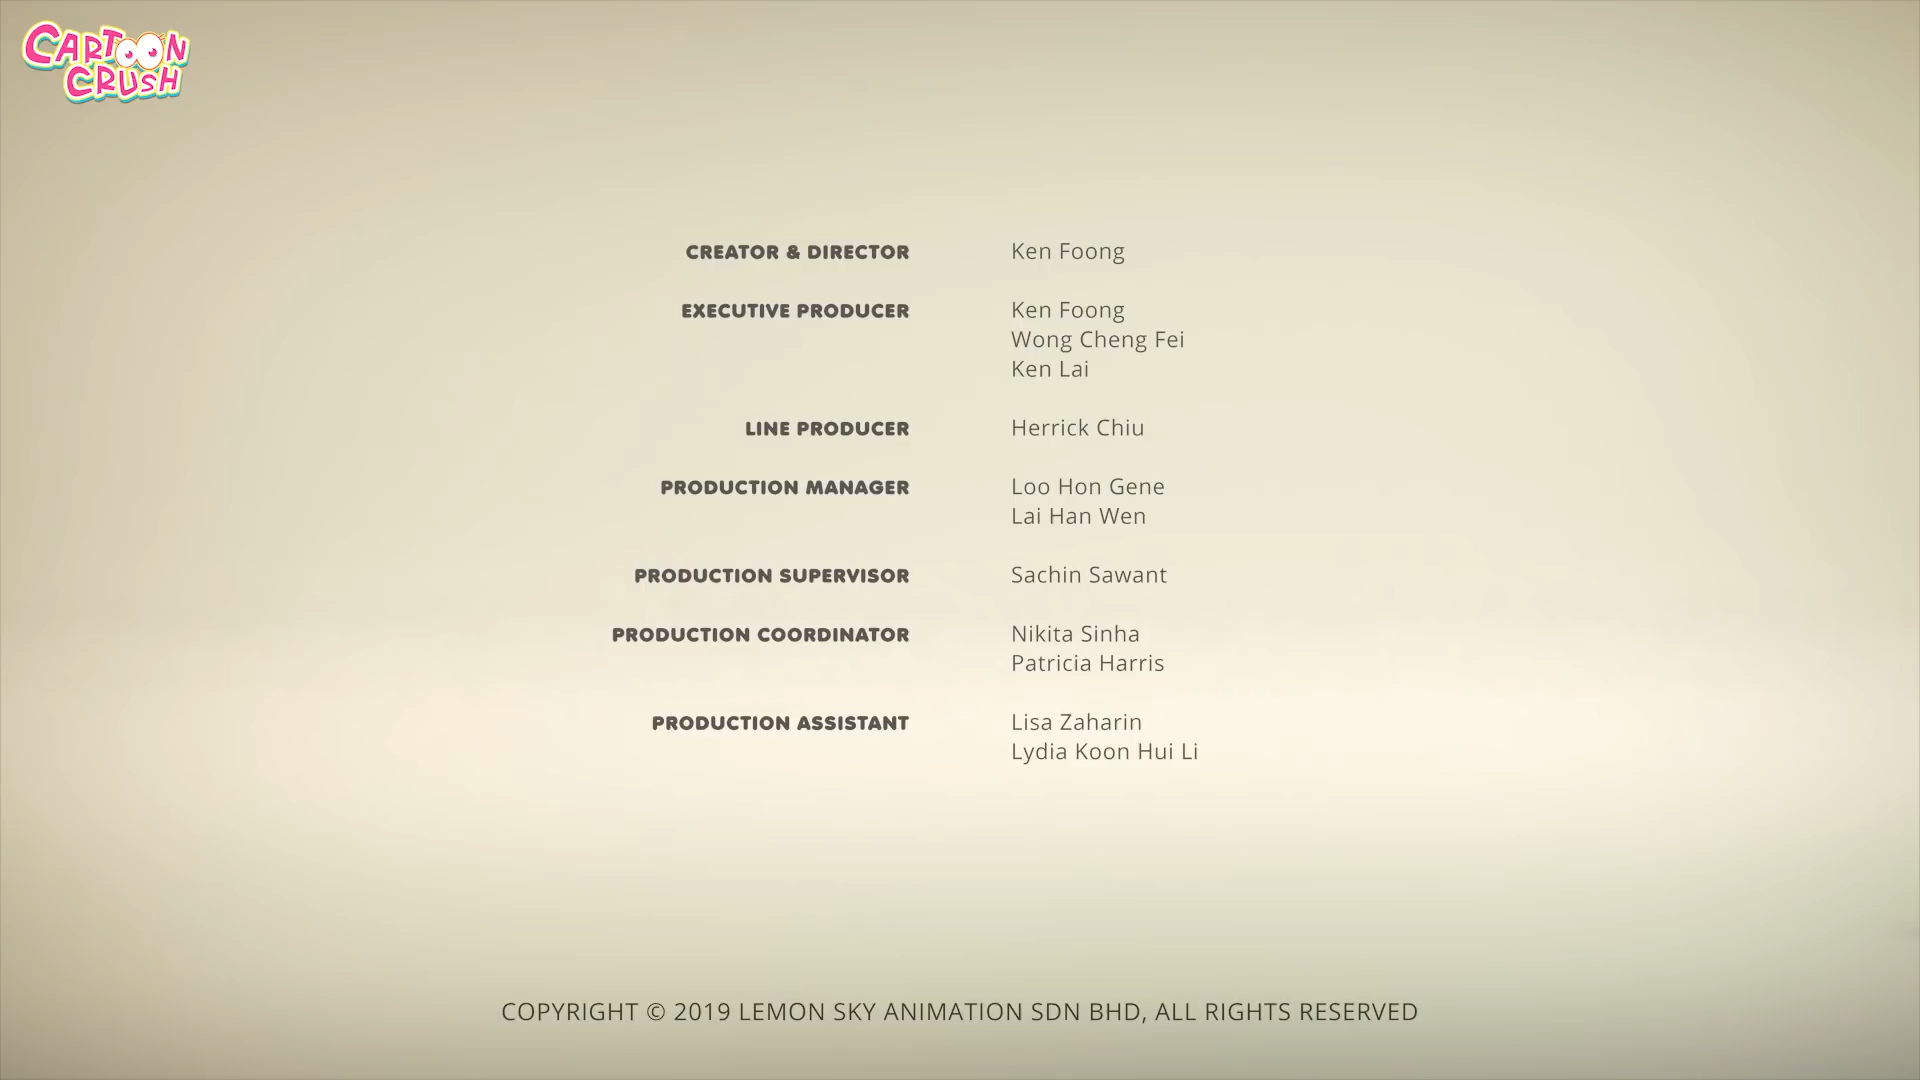 CARTOON
CRUSH
CREATOR & DIRECTOR Ken Foong
EXECUTIVE PRODUCER Ken Foong
Wong Cheng Fei
Ken Lai
LINE PRODUCER Herrick Chiu
PRODUCTION MANAGER Loo Hon Gene
Lai Han Wen
PRODUCTION SUPERVISOR Sachin Sawant
PRODUCTION COORDINATOR Nikita Sinha
Patricia Harris
PRODUCTION ASSISTANT Lisa Zaharin
Lydia Koon Hui Li
COPYRIGHT © 2019 LEMON SKY ANIMATION SDN BHD, ALL RIGHTS RESERVED